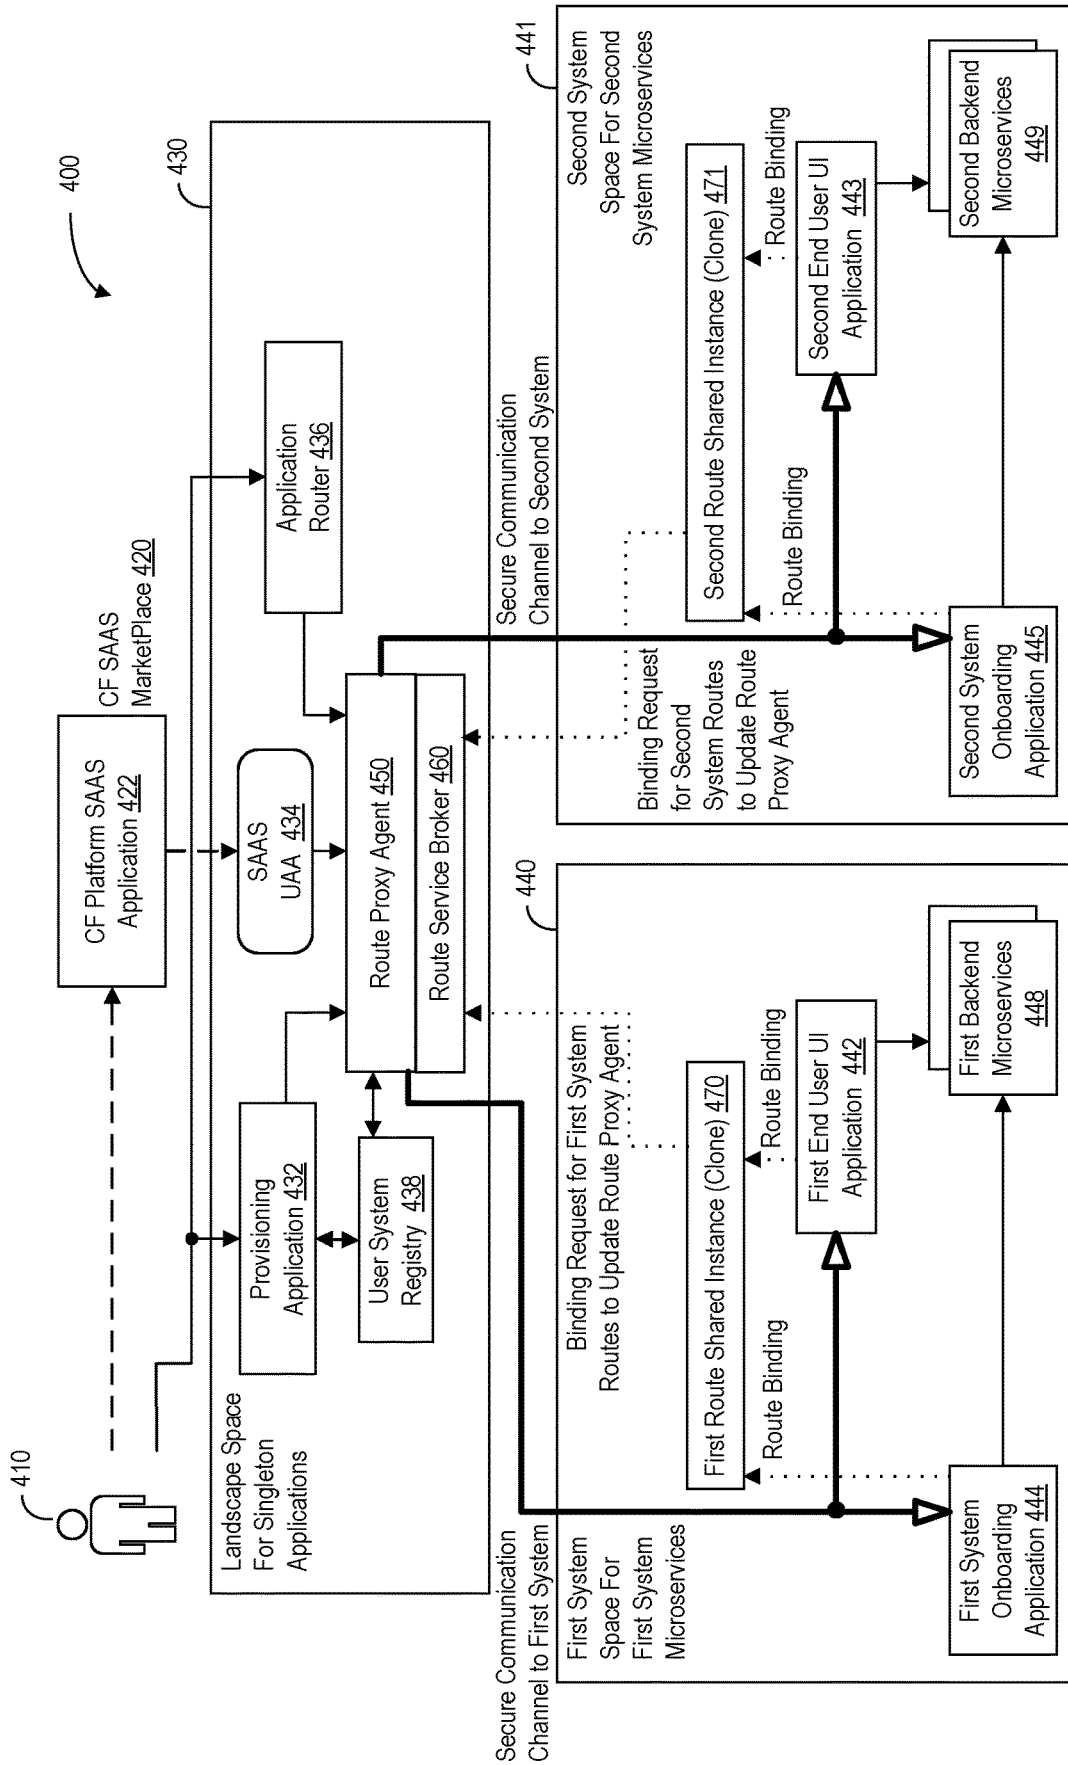 400
410
CF SAAS
MarketPlace 420
CF Platform SAAS
Application 422
430
Landscape Space
For Singleton
Applications
Provisioning
Application 432
SAAS
UAA 434
Application
Router 436
User System
Registry 438
Route Proxy Agent 450
Route Service Broker 460
Secure Communication
Channel to First System
Secure Communication
Channel to Second System
440
First System
Space For
First System
Microservices
Binding Request for First System
Routes to Update Route Proxy Agent
First Route Shared Instance (Clone) 470
Route Binding
Route Binding
First End User UI
Application 442
First System
Onboarding
Application 444
First Backend
Microservices
448
441
Second System
Space For Second
System Microservices
Binding Request
for Second
System Routes
to Update Route
Proxy Agent
Second Route Shared Instance (Clone) 471
Route Binding
Route Binding
Second End User UI
Application 443
Second System
Onboarding
Application 445
Second Backend
Microservices
449